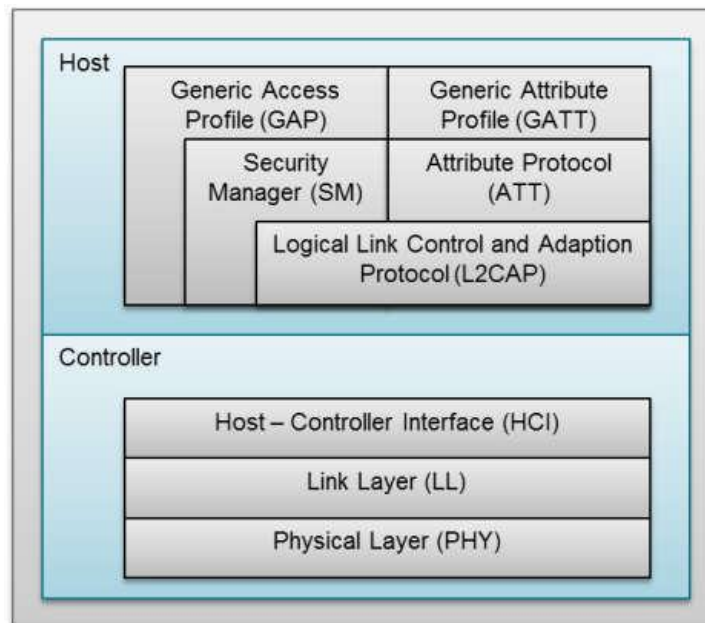 Host
Generic Access
Profile (GAP)
Generic Attribute
Profile (GATT)
Security
Manager (SM)
Attribute Protocol
(ATT)
Logical Link Control and Adaption
Protocol (L2CAP)
Controller
Host – Controller Interface (HCI)
Link Layer (LL)
Physical Layer (PHY)